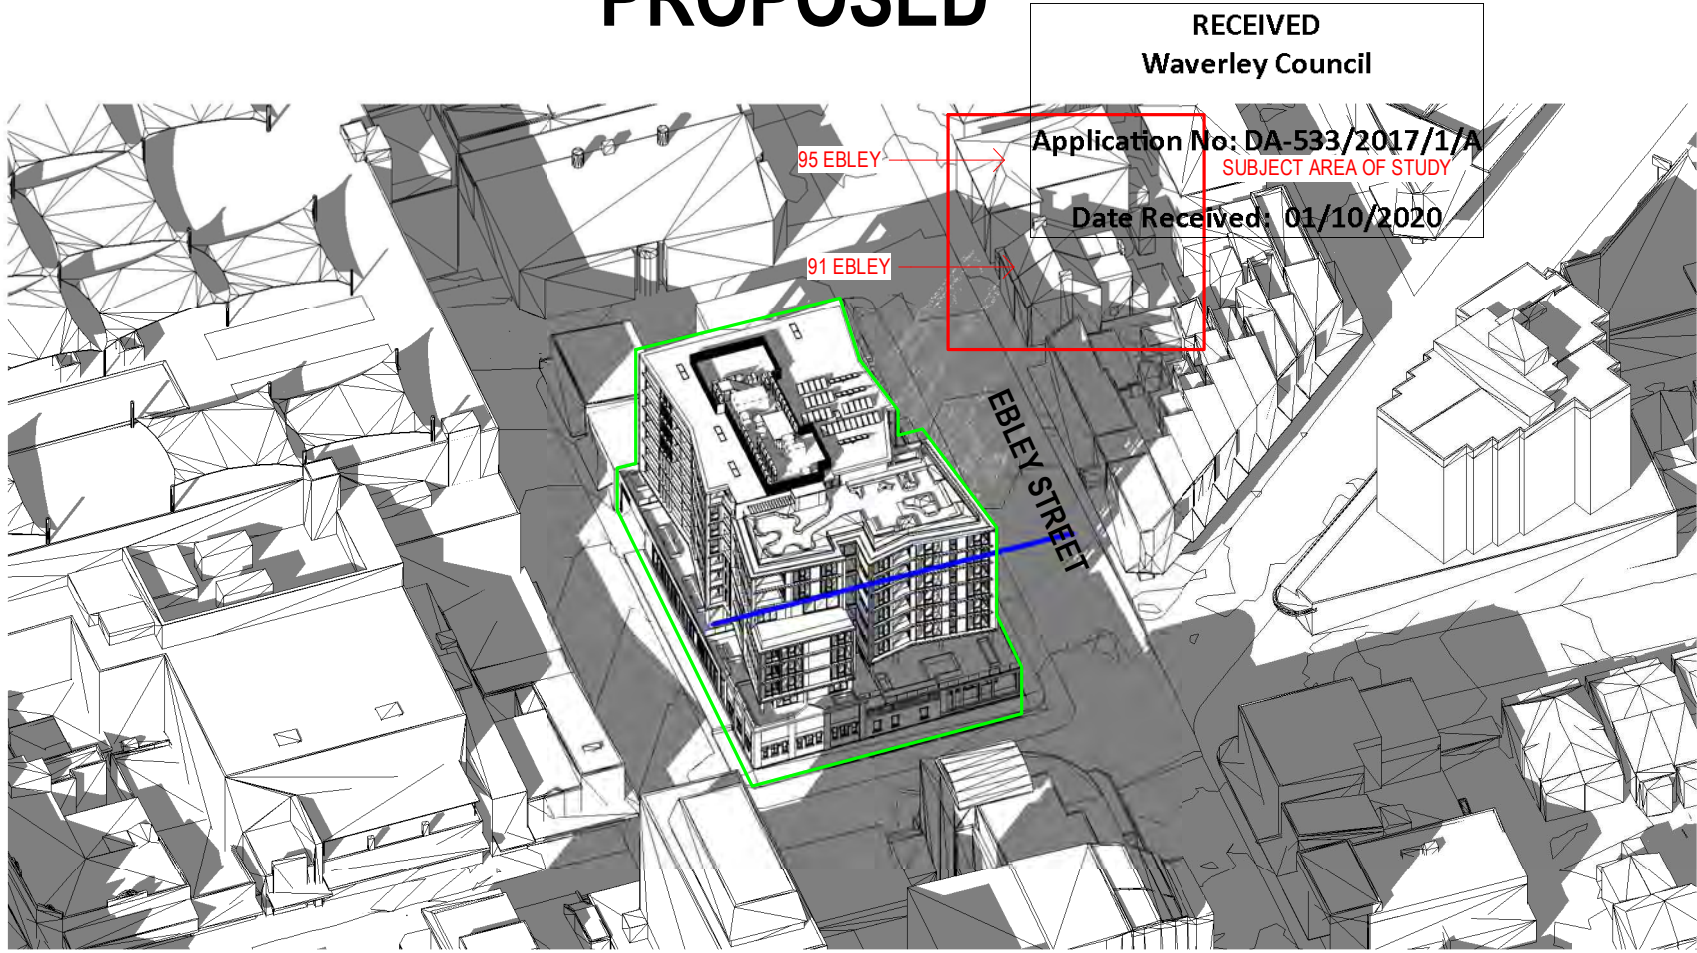 PROPOSED
RECEIVED
Waverley Council
Application No: DA-533/2017/1/A
95 EBLEY
SUBJECT AREA OF STUDY
Date Received: 01/10/2020
91 EBLEY
EBLEY STREET